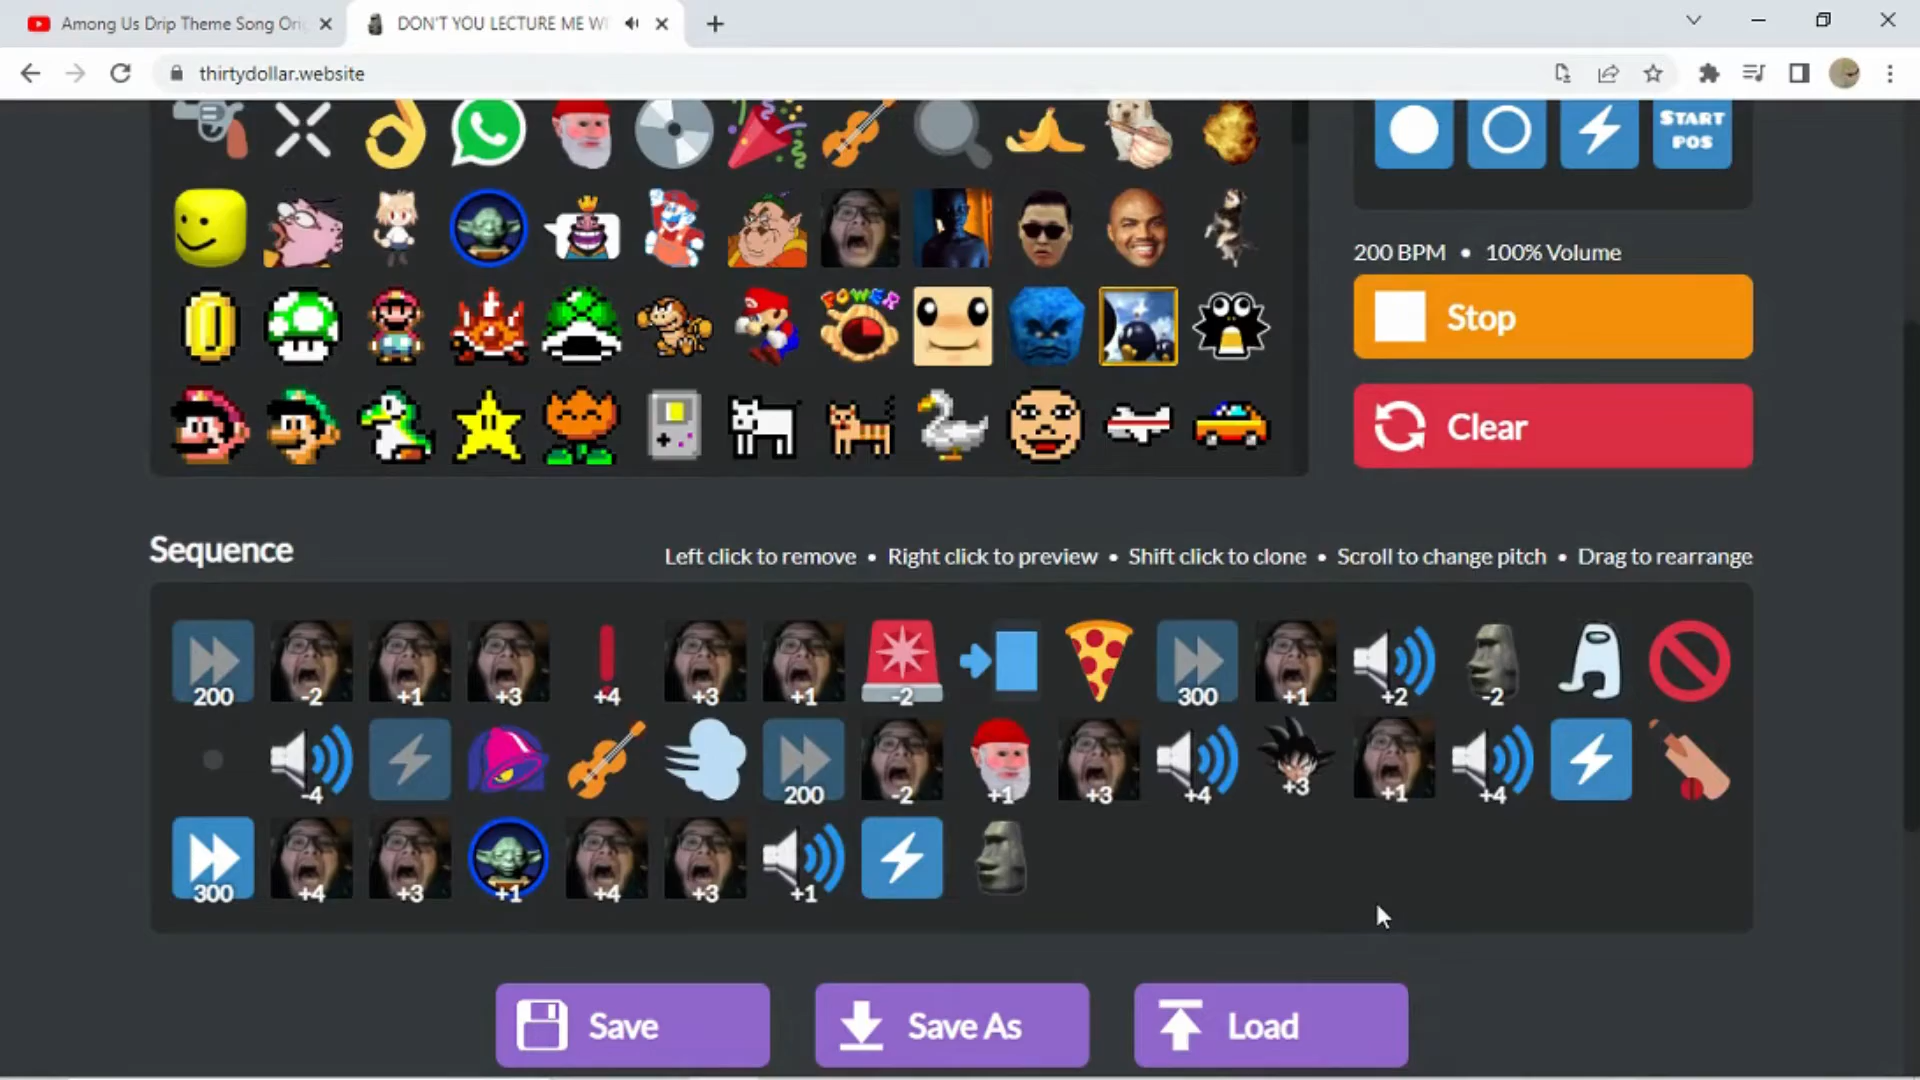 Among Us Drip Theme Song Ori
DON'T YOU LECTURE ME W
thirtydollar.website
START
POS
POWER
200 BPM • 100% Volume
Stop
Clear
Sequence
Left click to remove • Right click to preview • Shift click to clone • Scroll to change pitch • Drag to rearrange
200 -2 +1 +3 +4 +3 +1 -2 300 +1 +2 -2
-4 200 -2 +1 +3 +4 +3 +1 +4
300 +4 +3 +1 +4 +3 +1
Save
Save As
Load